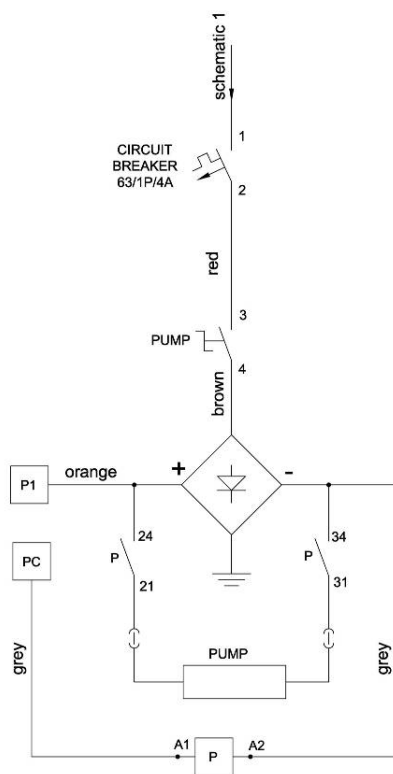 schematic 1
1
CIRCUIT
BREAKER
63/1P/4A
2
red
3
PUMP
4
brown
P1
orange
+
-
PC
24
P
21
34
P
31
grey
PUMP
grey
A1
P
A2